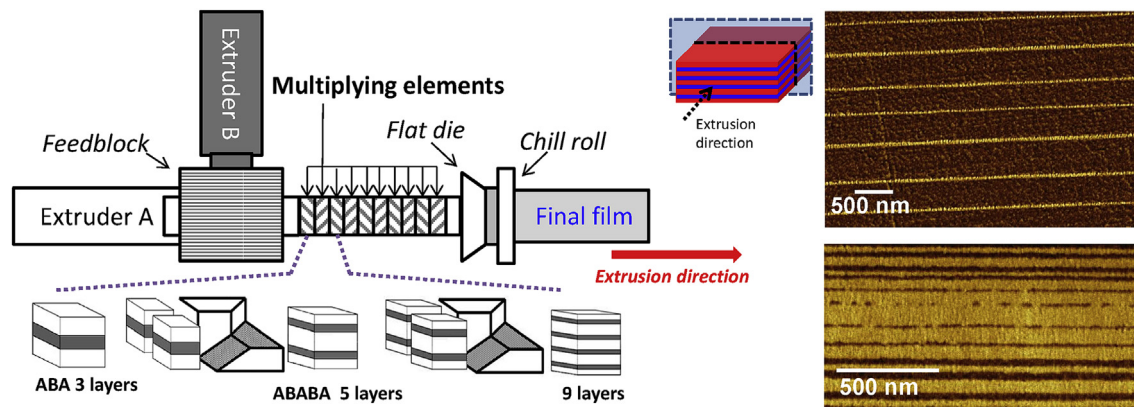 Extruder B
Multiplying elements
Feedblock
Flat die
Chill roll
Extruder A
Final film
Extrusion direction
ABA 3 layers
ABABA 5 layers
9 layers
Extrusion
direction
500 nm
500 nm